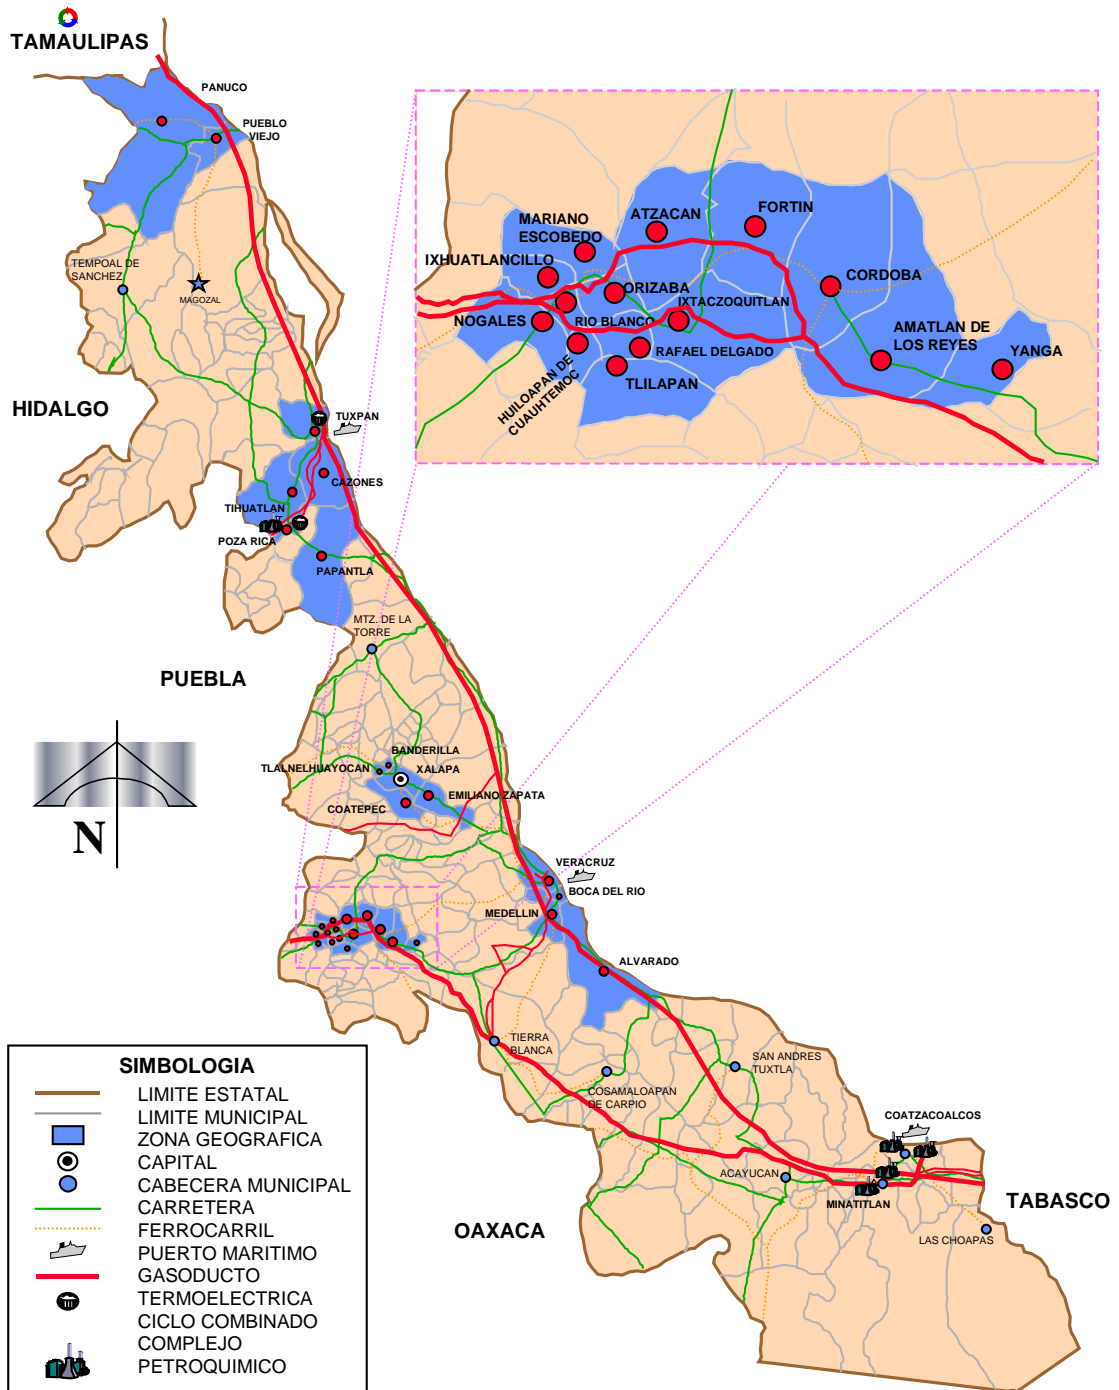 TAMAULIPAS
PANUCO
PUEBLO
VIEJO
TEMPOAL DE
SANCHEZ
MAGOZAL
HIDALGO
TUXPAN
CAZONES
TIHUATLAN
POZA RICA
PAPANTLA
MTZ. DE LA
TORRE
PUEBLA
BANDERILLA
TLALNELHUAYOCAN
XALAPA
EMILIANO ZAPATA
COATEPEC
N
VERACRUZ
BOCA DEL RIO
MEDELLIN
ALVARADO
TIERRA
BLANCA
SAN ANDRES
TUXTLA
COSAMALOAPAN
DE CARPIO
COATZACOALCOS
ACAYUCAN
MINATITLAN
TABASCO
OAXACA
LAS CHOAPAS
MARIANO
ESCOBEDO
ATZACAN
FORTIN
IXHUATLANCILLO
CORDOBA
ORIZABA
IXTACZOQUITLAN
NOGALES
RIO BLANCO
RAFAEL DELGADO
AMATLAN DE
LOS REYES
YANGA
TLILAPAN
HUILOAPAN DE
CUAUHTEMOC
SIMBOLOGIA
LIMITE ESTATAL
LIMITE MUNICIPAL
ZONA GEOGRAFICA
CAPITAL
CABECERA MUNICIPAL
CARRETERA
FERROCARRIL
PUERTO MARITIMO
GASODUCTO
TERMOELECTRICA
CICLO COMBINADO
COMPLEJO
PETROQUIMICO